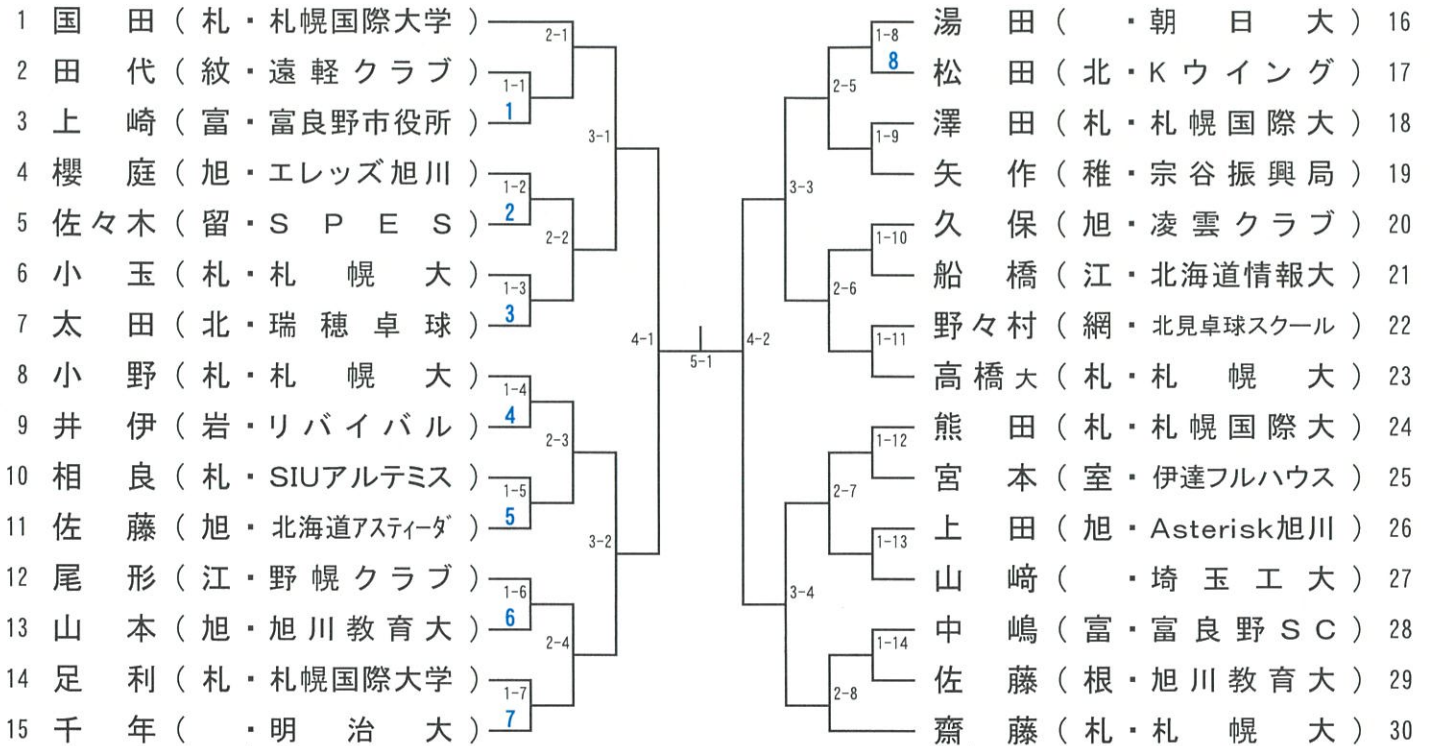 1 国田（札・札幌国際大学）
2 田代（紋・遠軽クラブ）
3 上崎（富・富良野市役所）
4 櫻庭（旭・エレッズ旭川）
5 佐々木（留・ＳＰＥＳ）
6 小玉（札・札幌大）
7 太田（北・瑞穂卓球）
8 小野（札・札幌大）
9 井伊（岩・リバイバル）
10 相良（札・SIUアルテミス）
11 佐藤（旭・北海道アスティーダ）
12 尾形（江・野幌クラブ）
13 山本（旭・旭川教育大）
14 足利（札・札幌国際大学）
15 千年（　・明治大）
2-1
1-1
1
3-1
1-2
2
2-2
1-3
3
4-1
1-4
4
2-3
1-5
5
3-2
1-6
6
2-4
1-7
7
5-1
4-2
1-8
8
2-5
1-9
3-3
1-10
2-6
1-11
1-12
2-7
1-13
3-4
1-14
2-8
湯田（　・朝日大）16
松田（北・Ｋウイング）17
澤田（札・札幌国際大）18
矢作（稚・宗谷振興局）19
久保（旭・凌雲クラブ）20
船橋（江・北海道情報大）21
野々村（網・北見卓球スクール）22
高橋大（札・札幌大）23
熊田（札・札幌国際大）24
宮本（室・伊達フルハウス）25
上田（旭・Asterisk旭川）26
山﨑（　・埼玉工大）27
中嶋（富・富良野ＳＣ）28
佐藤（根・旭川教育大）29
齋藤（札・札幌大）30